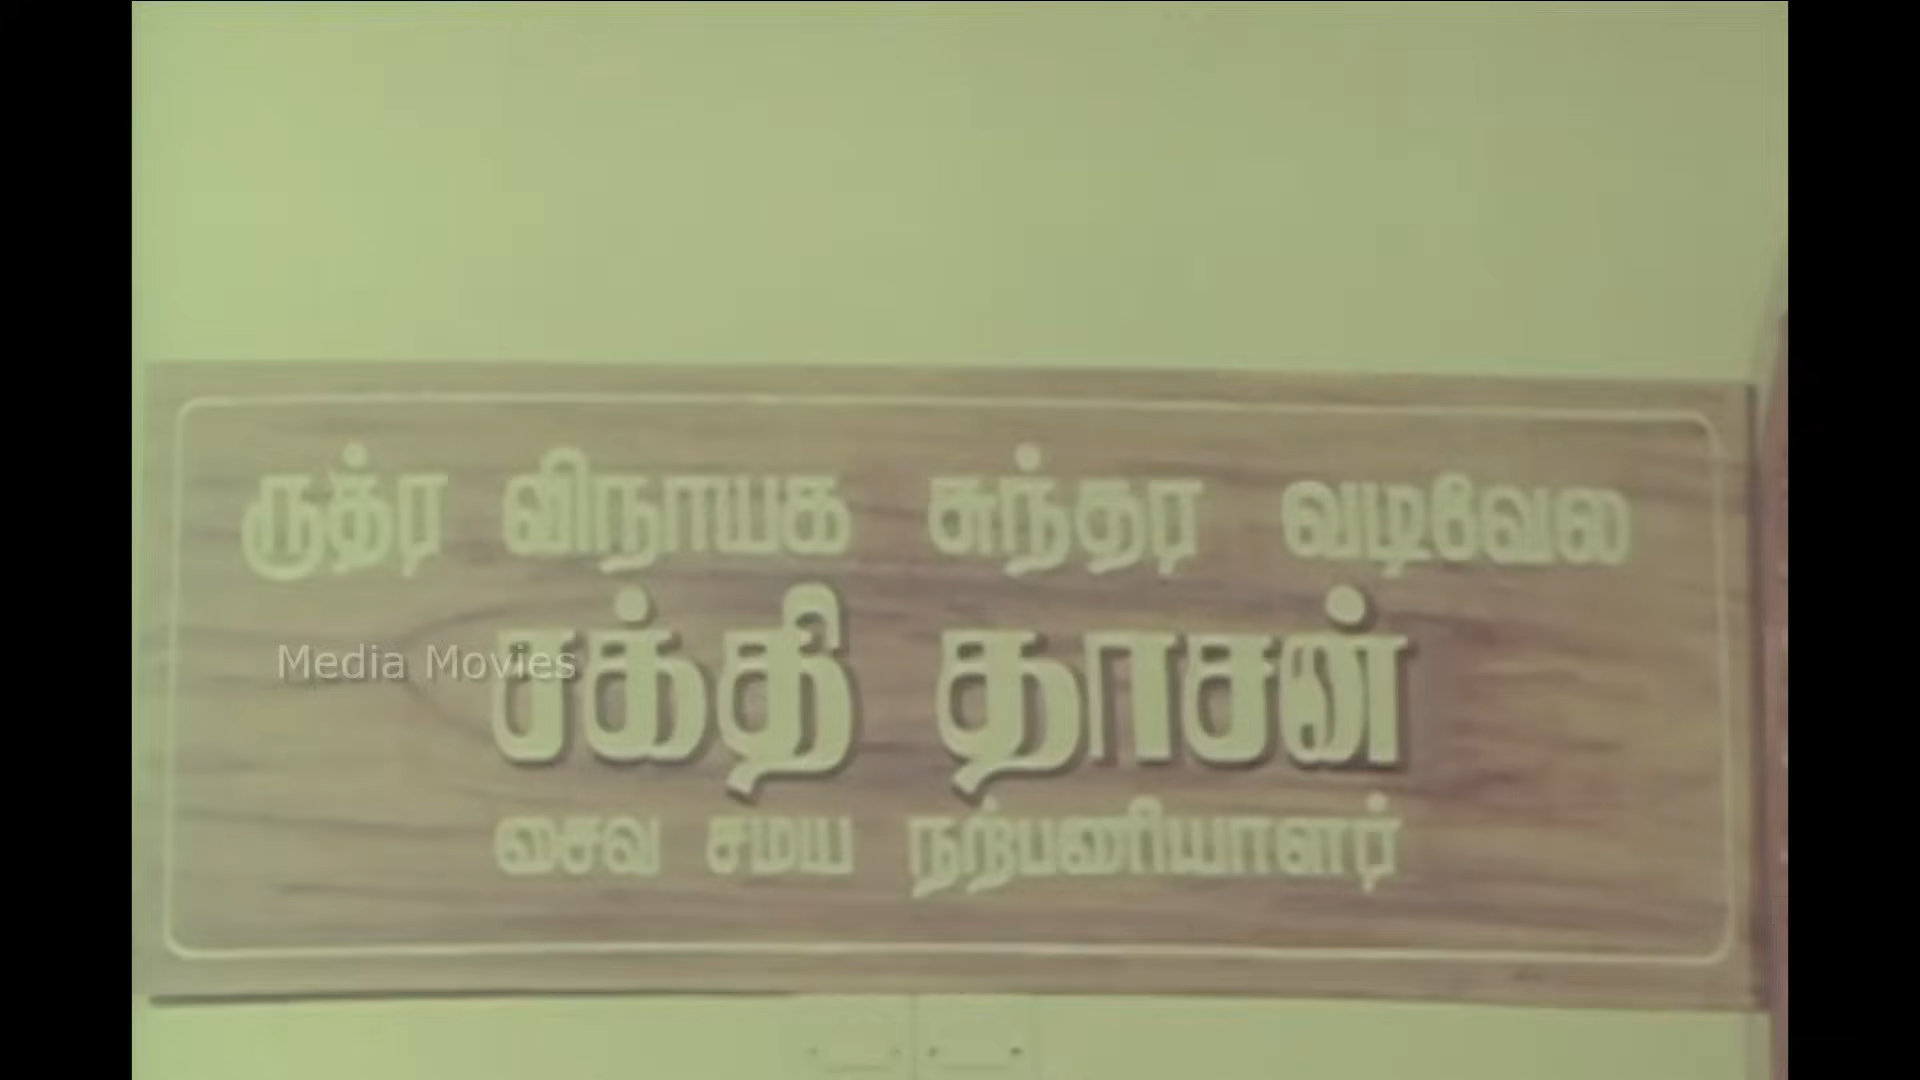 ருத்ர விநாயக சுந்தர வடிவேல
சக்தி தாசன்
Media Movies
சைவ சமய நற்பணியாளர்